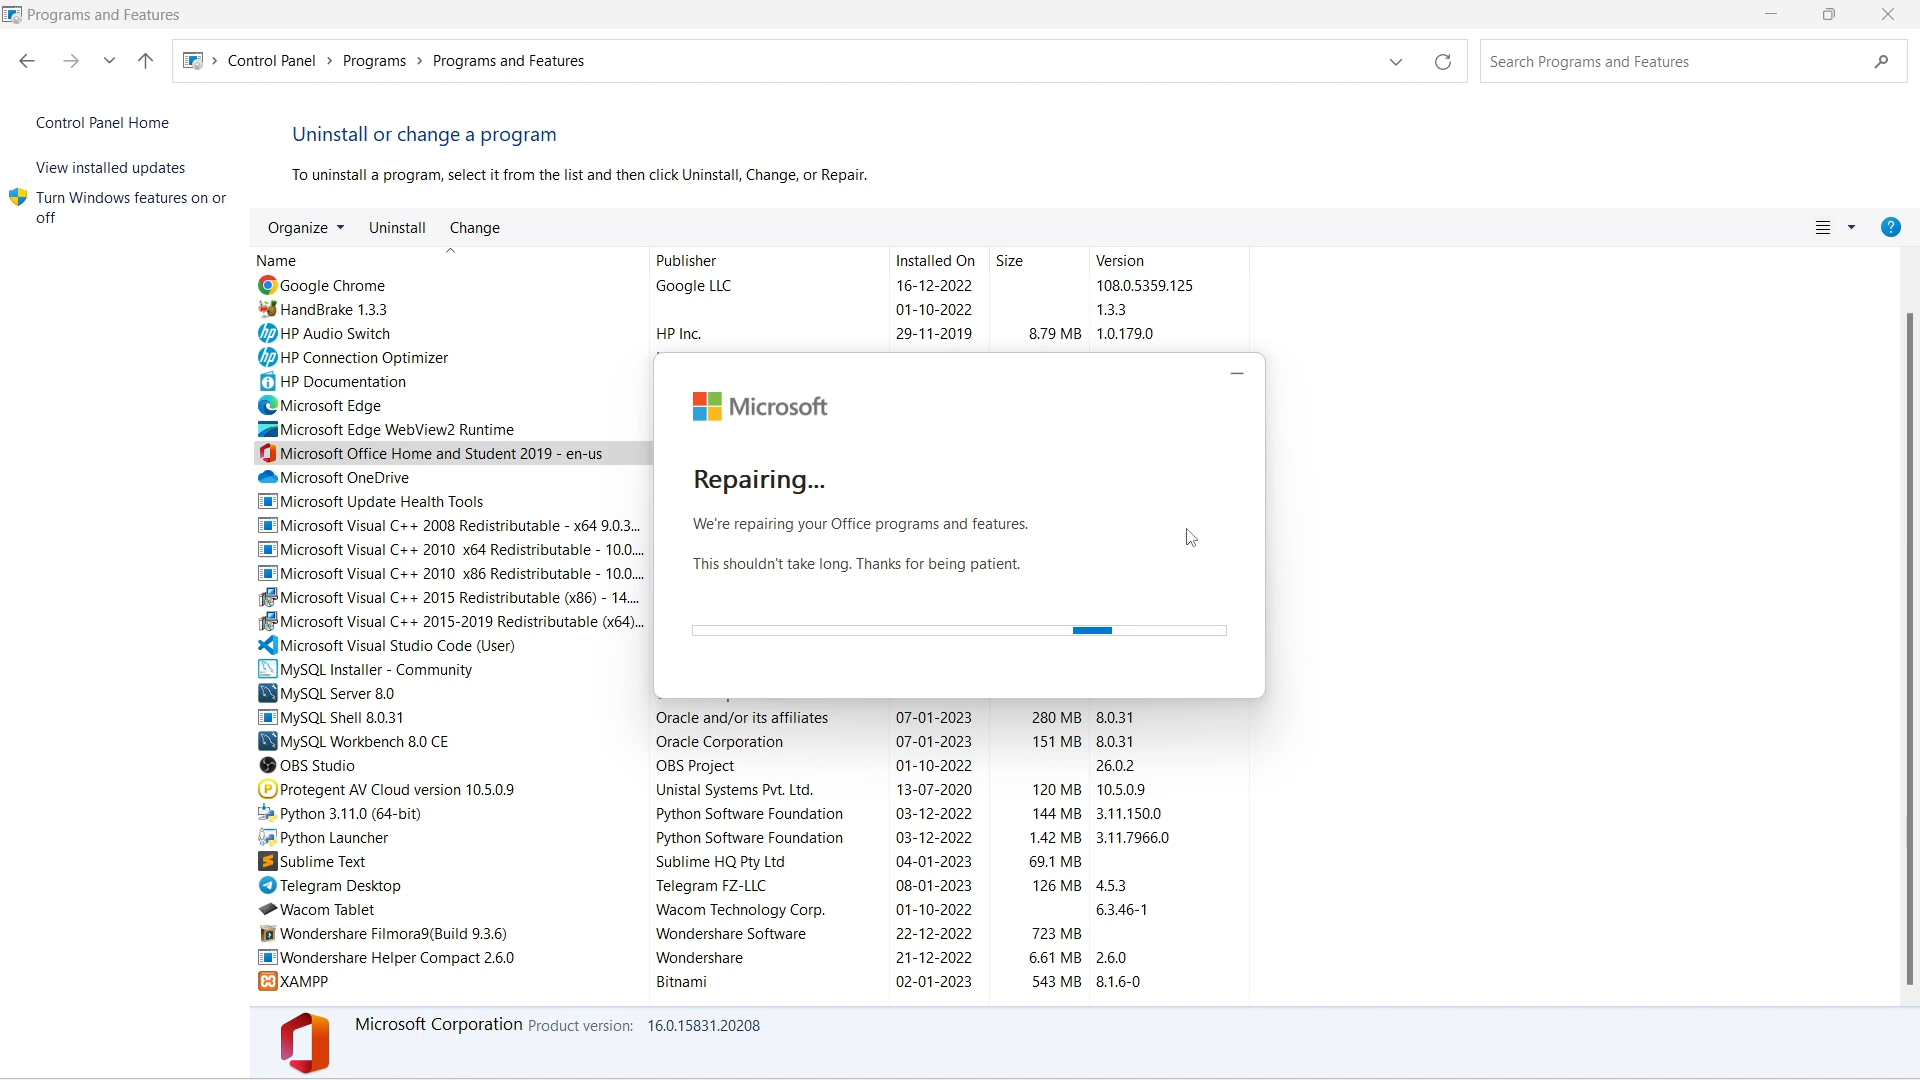 Programs and Features
Control Panel > Programs > Programs and Features
Search Programs and Features
Control Panel Home
View installed updates
Turn Windows features on or
off
Uninstall or change a program
To uninstall a program, select it from the list and then click Uninstall, Change, or Repair.
Organize Uninstall Change
Name Publisher Installed On Size Version
Google Chrome Google LLC 16-12-2022 108.0.5359.125
HandBrake 1.3.3 01-10-2022 1.3.3
HP Audio Switch HP Inc. 29-11-2019 8.79 MB 1.0.179.0
HP Connection Optimizer
HP Documentation
Microsoft Edge
Microsoft Edge WebView2 Runtime
Microsoft Office Home and Student 2019 - en-us
Microsoft OneDrive
Microsoft Update Health Tools
Microsoft Visual C++ 2008 Redistributable - x64 9.0.3...
Microsoft Visual C++ 2010 x64 Redistributable - 10.0....
Microsoft Visual C++ 2010 x86 Redistributable - 10.0....
Microsoft Visual C++ 2015 Redistributable (x86) - 14....
Microsoft Visual C++ 2015-2019 Redistributable (x64)...
Microsoft Visual Studio Code (User)
MySQL Installer - Community
MySQL Server 8.0
Microsoft
Repairing...
We're repairing your Office programs and features.
This shouldn't take long. Thanks for being patient.
MySQL Shell 8.0.31 Oracle and/or its affiliates 07-01-2023 280 MB 8.0.31
MySQL Workbench 8.0 CE Oracle Corporation 07-01-2023 151 MB 8.0.31
OBS Studio OBS Project 01-10-2022 26.0.2
Protegent AV Cloud version 10.5.0.9 Unistal Systems Pvt. Ltd. 13-07-2020 120 MB 10.5.0.9
Python 3.11.0 (64-bit) Python Software Foundation 03-12-2022 144 MB 3.11.150.0
Python Launcher Python Software Foundation 03-12-2022 1.42 MB 3.11.7966.0
Sublime Text Sublime HQ Pty Ltd 04-01-2023 69.1 MB
Telegram Desktop Telegram FZ-LLC 08-01-2023 126 MB 4.5.3
Wacom Tablet Wacom Technology Corp. 01-10-2022 6.3.46-1
Wondershare Filmora9(Build 9.3.6) Wondershare Software 22-12-2022 723 MB
Wondershare Helper Compact 2.6.0 Wondershare 21-12-2022 6.61 MB 2.6.0
XAMPP Bitnami 02-01-2023 543 MB 8.1.6-0
Microsoft Corporation Product version: 16.0.15831.20208